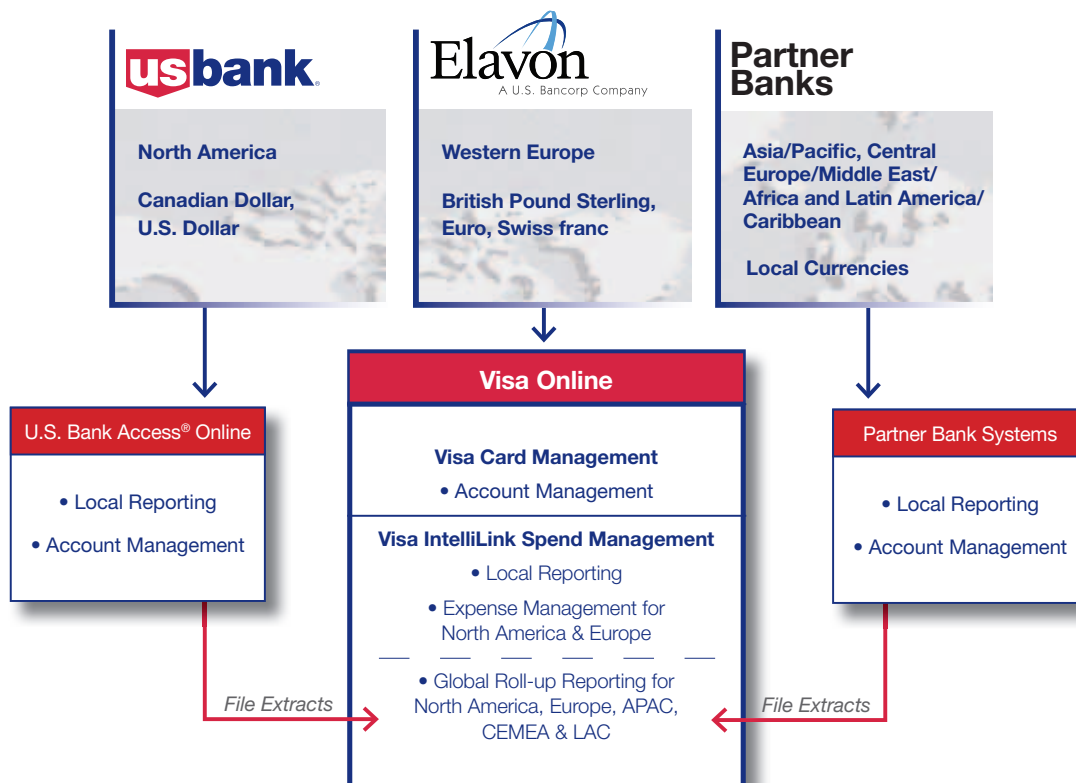 usbank®
North America
Canadian Dollar,
U.S. Dollar
Elavon
A U.S. Bancorp Company
Western Europe
British Pound Sterling,
Euro, Swiss franc
Partner
Banks
Asia/Pacific, Central
Europe/Middle East/
Africa and Latin America/
Caribbean
Local Currencies
U.S. Bank Access® Online
• Local Reporting
• Account Management
Visa Online
Visa Card Management
• Account Management
Visa IntelliLink Spend Management
• Local Reporting
• Expense Management for
North America & Europe
• Global Roll-up Reporting for
North America, Europe, APAC,
CEMEA & LAC
Partner Bank Systems
• Local Reporting
• Account Management
File Extracts
File Extracts